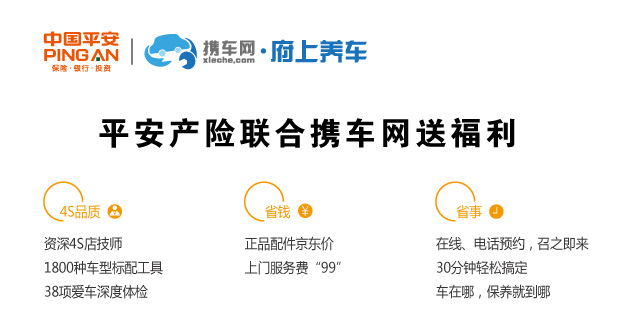 中国平安
PINGAN
保险·银行·投资
携车网
xieche.com
·府上养车
平安产险联合携车网送福利
4S品质
资深4S店技师
1800种车型标配工具
38项爱车深度体检
省钱
正品配件京东价
上门服务费“99”
省事
在线、电话预约，召之即来
30分钟轻松搞定
车在哪，保养就到哪